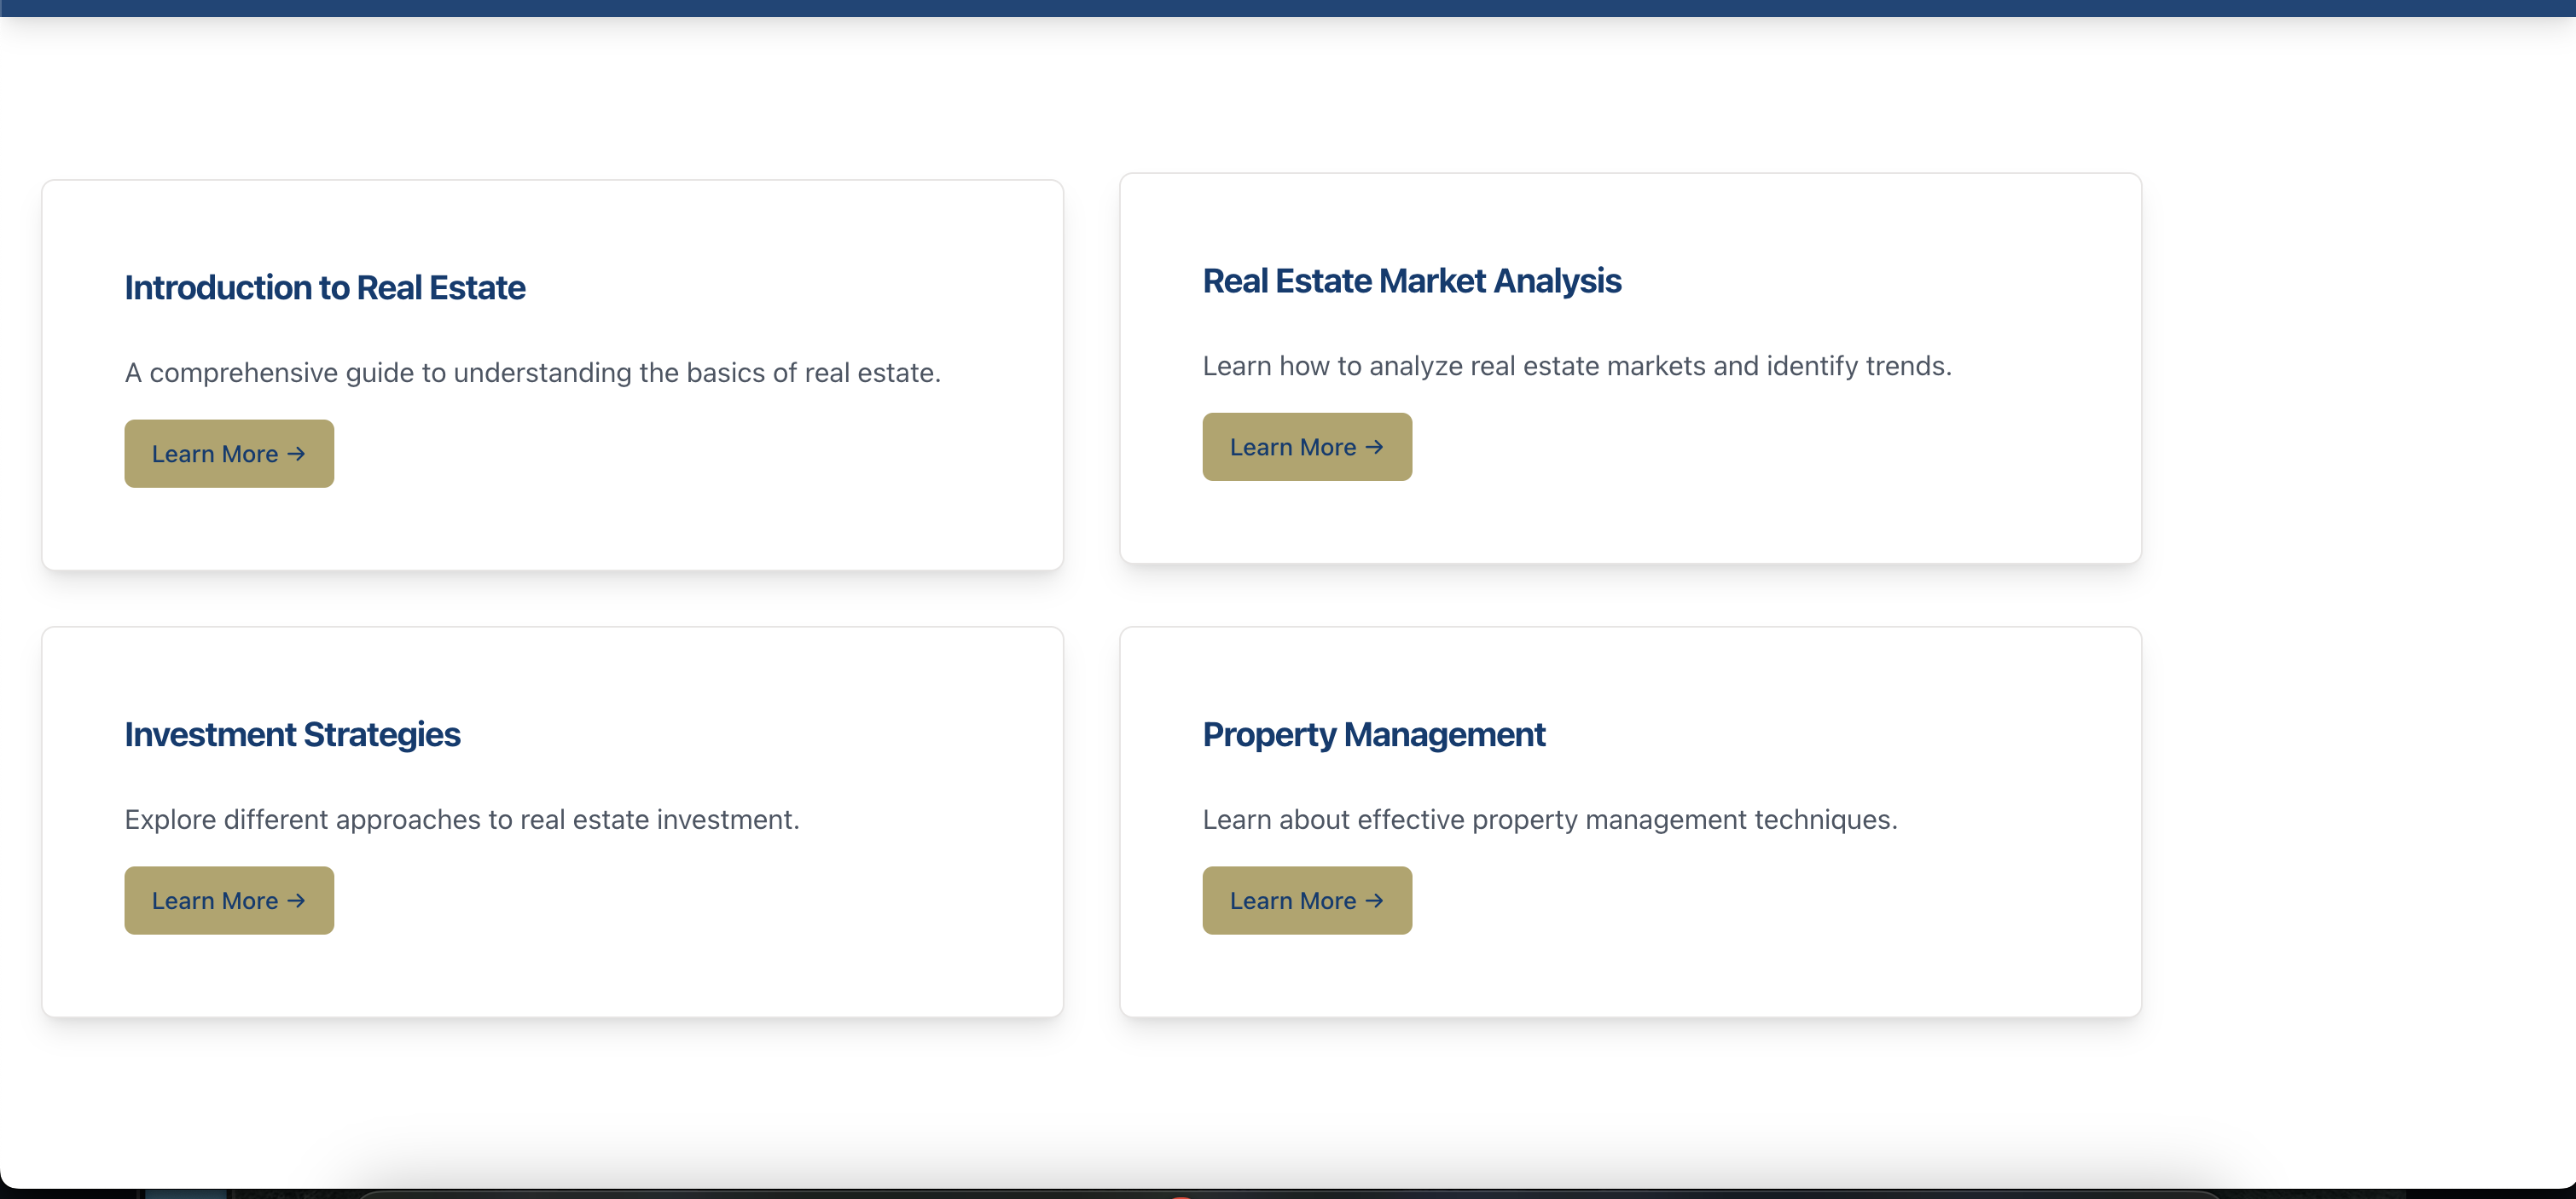 Introduction to Real Estate
A comprehensive guide to understanding the basics of real estate.
Learn More →
Real Estate Market Analysis
Learn how to analyze real estate markets and identify trends.
Learn More →
Investment Strategies
Explore different approaches to real estate investment.
Learn More →
Property Management
Learn about effective property management techniques.
Learn More →